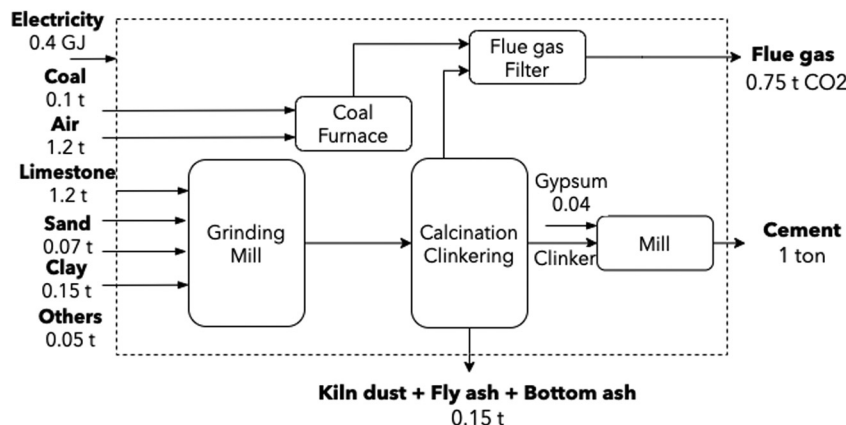 Electricity
0.4 GJ
Coal
0.1 t
Air
1.2 t
Limestone
1.2 t
Sand
0.07 t
Clay
0.15 t
Others
0.05 t
Coal
Furnace
Flue gas
Filter
Flue gas
0.75 t CO2
Grinding
Mill
Calcination
Clinkering
Gypsum
0.04
Clinker
Mill
Cement
1 ton
Kiln dust + Fly ash + Bottom ash
0.15 t